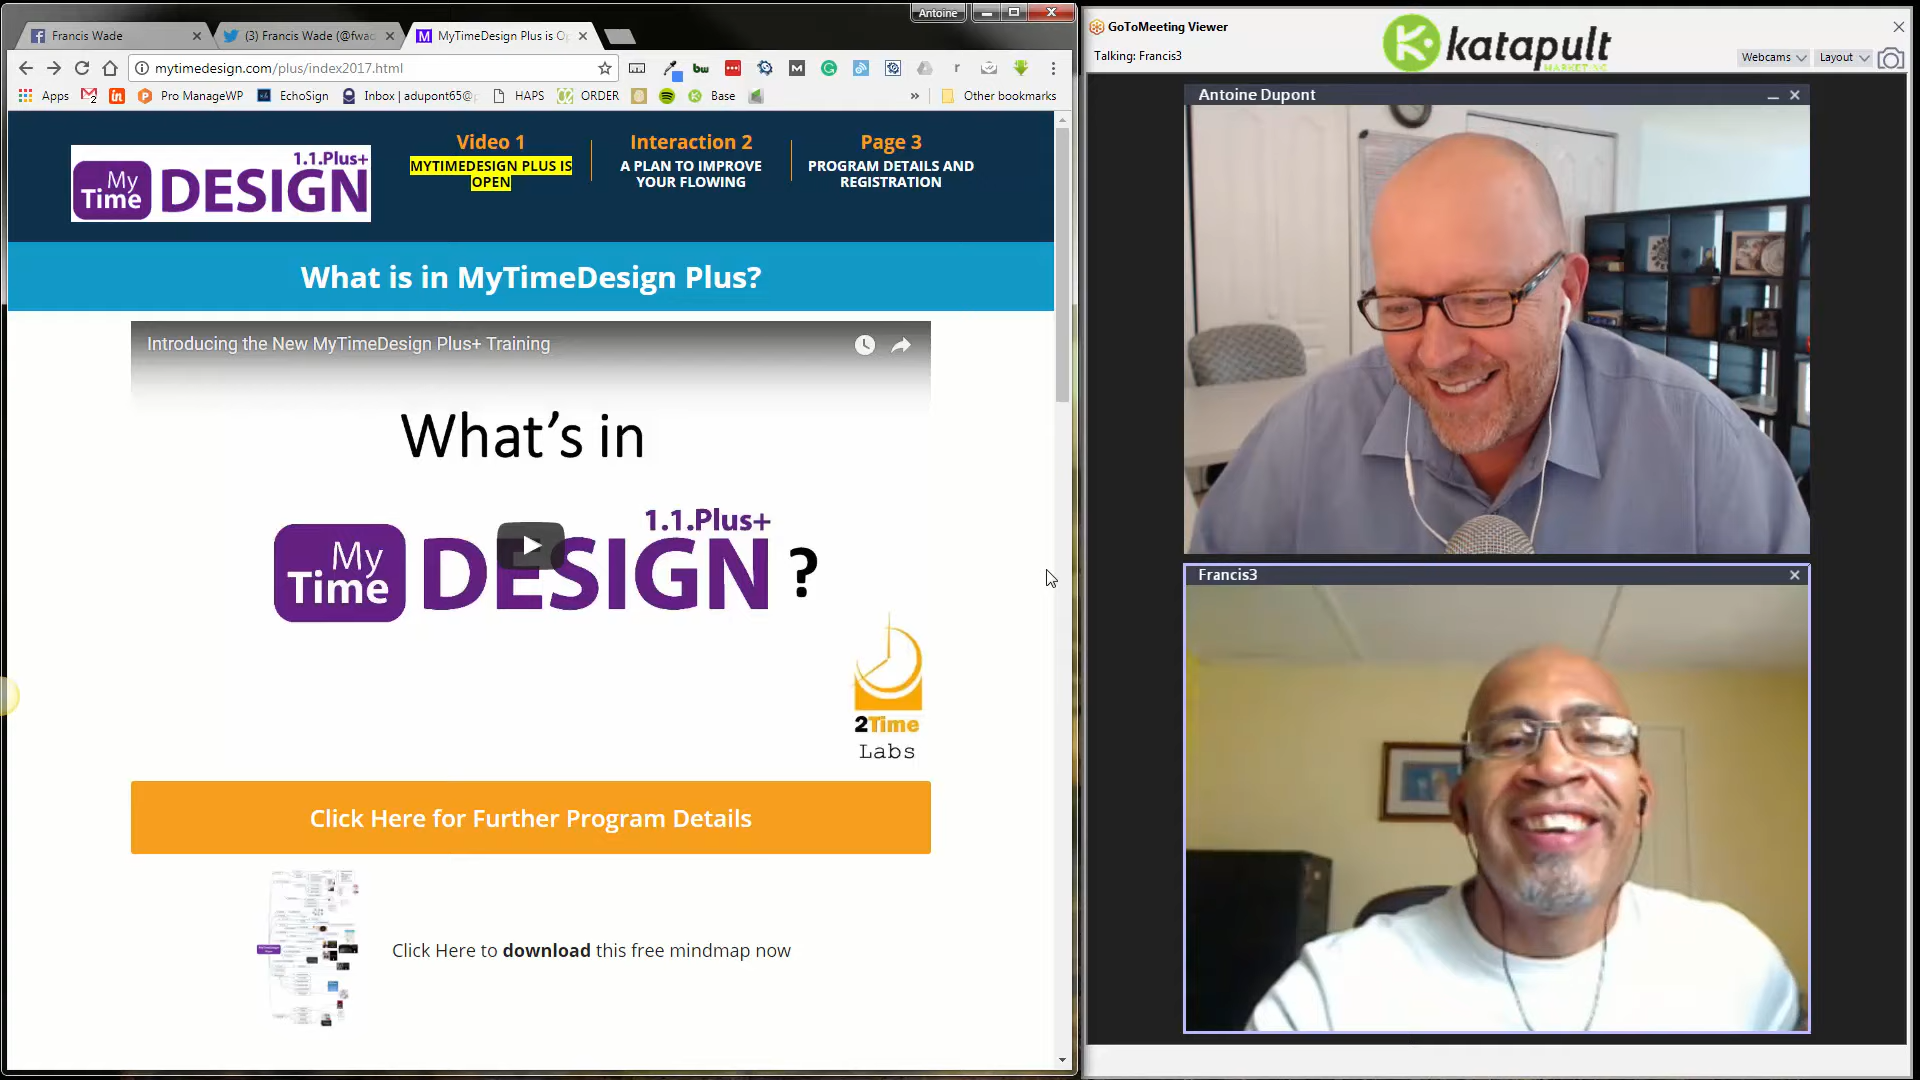 Antoine
Francis Wade
(3) Francis Wade (@fwad
MyTimeDesign Plus is Op
mytimedesign.com/plus/index2017.html
Apps
2
Pro ManageWP
EchoSign
Inbox | adupont65@
HAPS
ORDER
Base
»
Other bookmarks
My
Time
DESIGN
1.1.Plus+
Video 1
MYTIMEDESIGN PLUS IS
OPEN
Interaction 2
A PLAN TO IMPROVE
YOUR FLOWING
Page 3
PROGRAM DETAILS AND
REGISTRATION
What is in MyTimeDesign Plus?
Introducing the New MyTimeDesign Plus+ Training
What's in
My
Time
DESIGN
1.1.Plus+
?
2Time
Labs
Click Here for Further Program Details
Click Here to download this free mindmap now
GoToMeeting Viewer
Talking: Francis3
K
katapult
MARKETING
Webcams
Layout
Antoine Dupont
Francis3